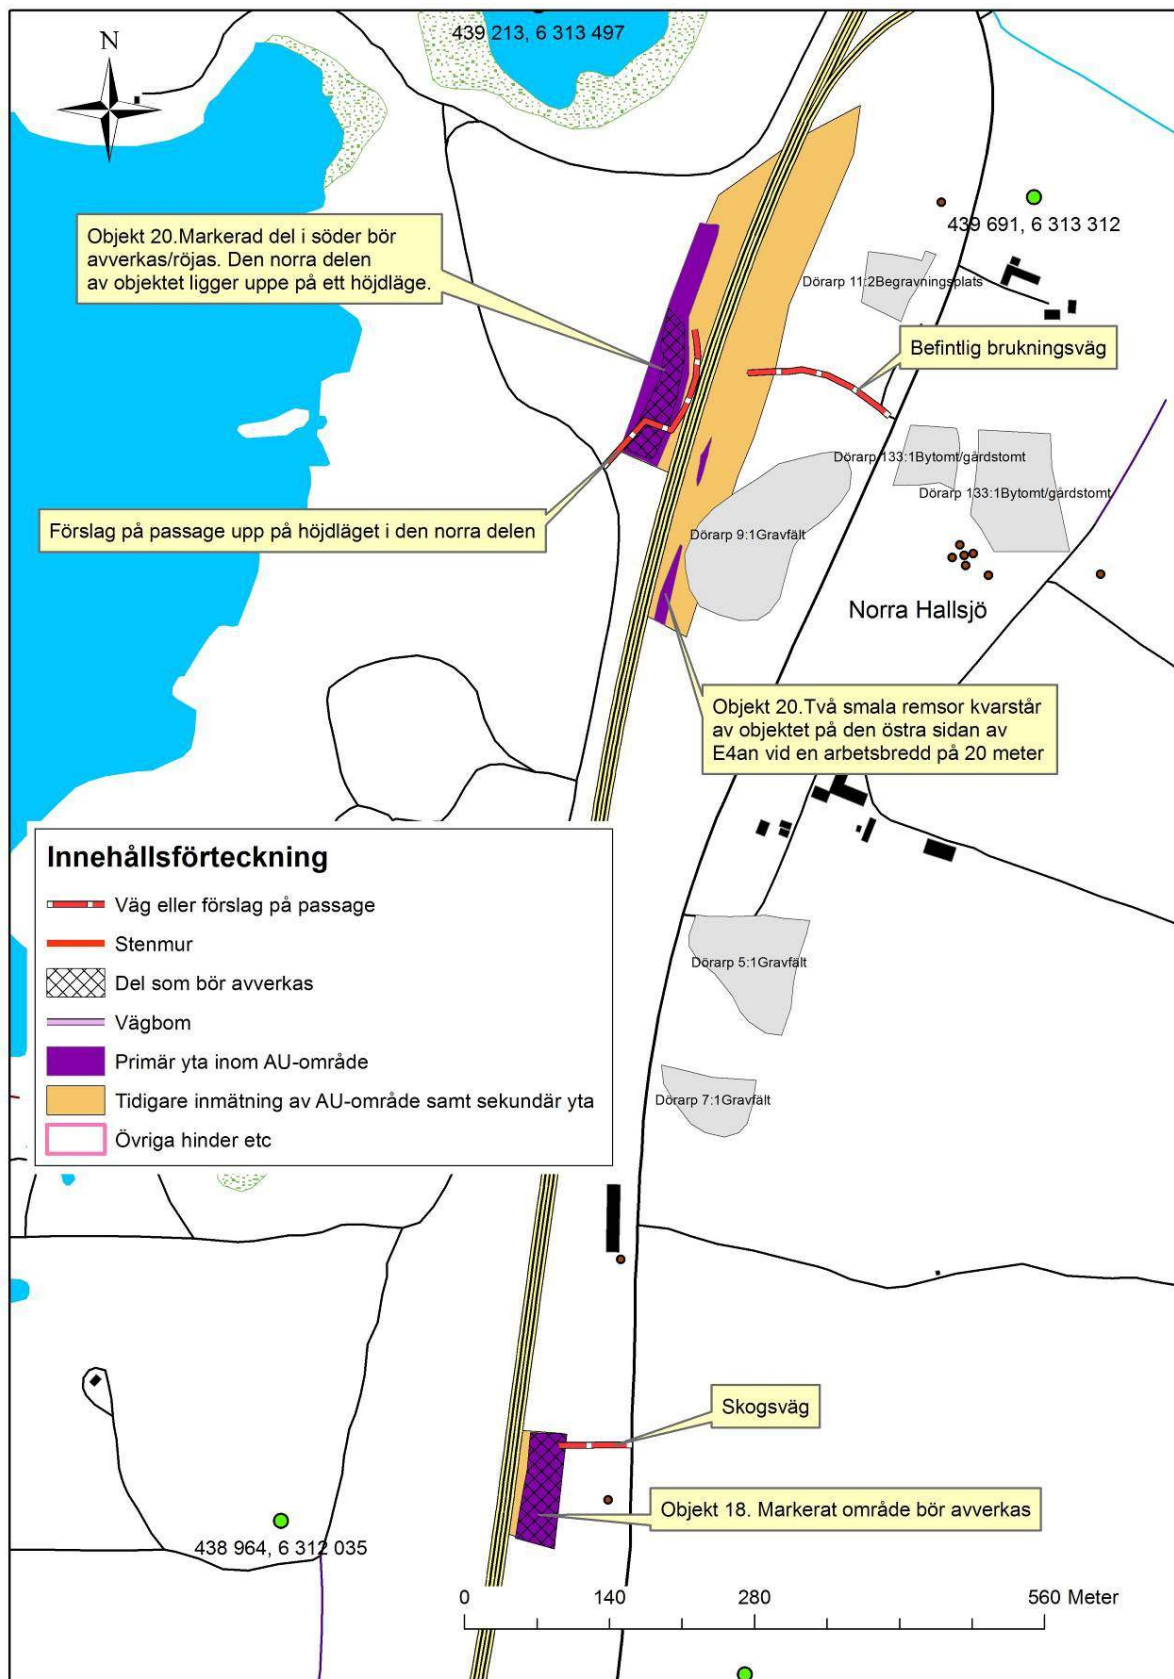 439 213, 6 313 497
N
Objekt 20.Markerad del i söder bör
avverkas/röjas. Den norra delen
av objektet ligger uppe på ett höjdläge.
439 691, 6 313 312
Dörarp 11:2Begravningsplats
Befintlig brukningsväg
Dörarp 133:1Bytomt/gårdstomt
Dörarp 133:1Bytomt/gårdstomt
Förslag på passage upp på höjdläget i den norra delen
Dörarp 9:1Gravfält
Norra Hallsjö
Objekt 20.Två smala remsor kvarstår
av objektet på den östra sidan av
E4an vid en arbetsbredd på 20 meter
Innehållsförteckning
Väg eller förslag på passage
Stenmur
Del som bör avverkas
Vägbom
Primär yta inom AU-område
Tidigare inmätning av AU-område samt sekundär yta
Övriga hinder etc
Dörarp 5:1Gravfält
Dörarp 7:1Gravfält
Skogsväg
Objekt 18. Markerat område bör avverkas
438 964, 6 312 035
0 140 280 560 Meter